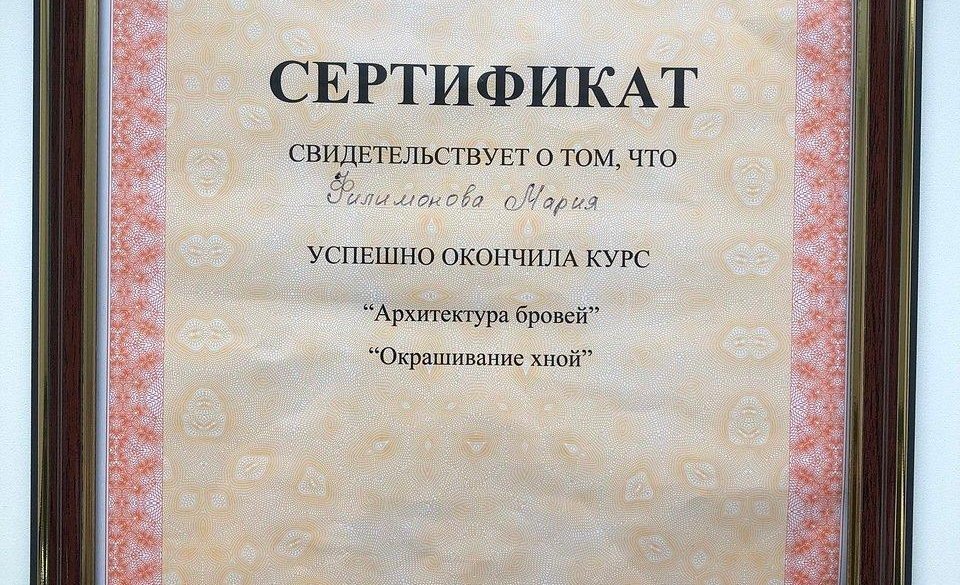 СЕРТИФИКАТ
СВИДЕТЕЛЬСТВУЕТ О ТОМ, ЧТО
Филимонова Мария
УСПЕШНО ОКОНЧИЛА КУРС
“Архитектура бровей”
“Окрашивание хной”